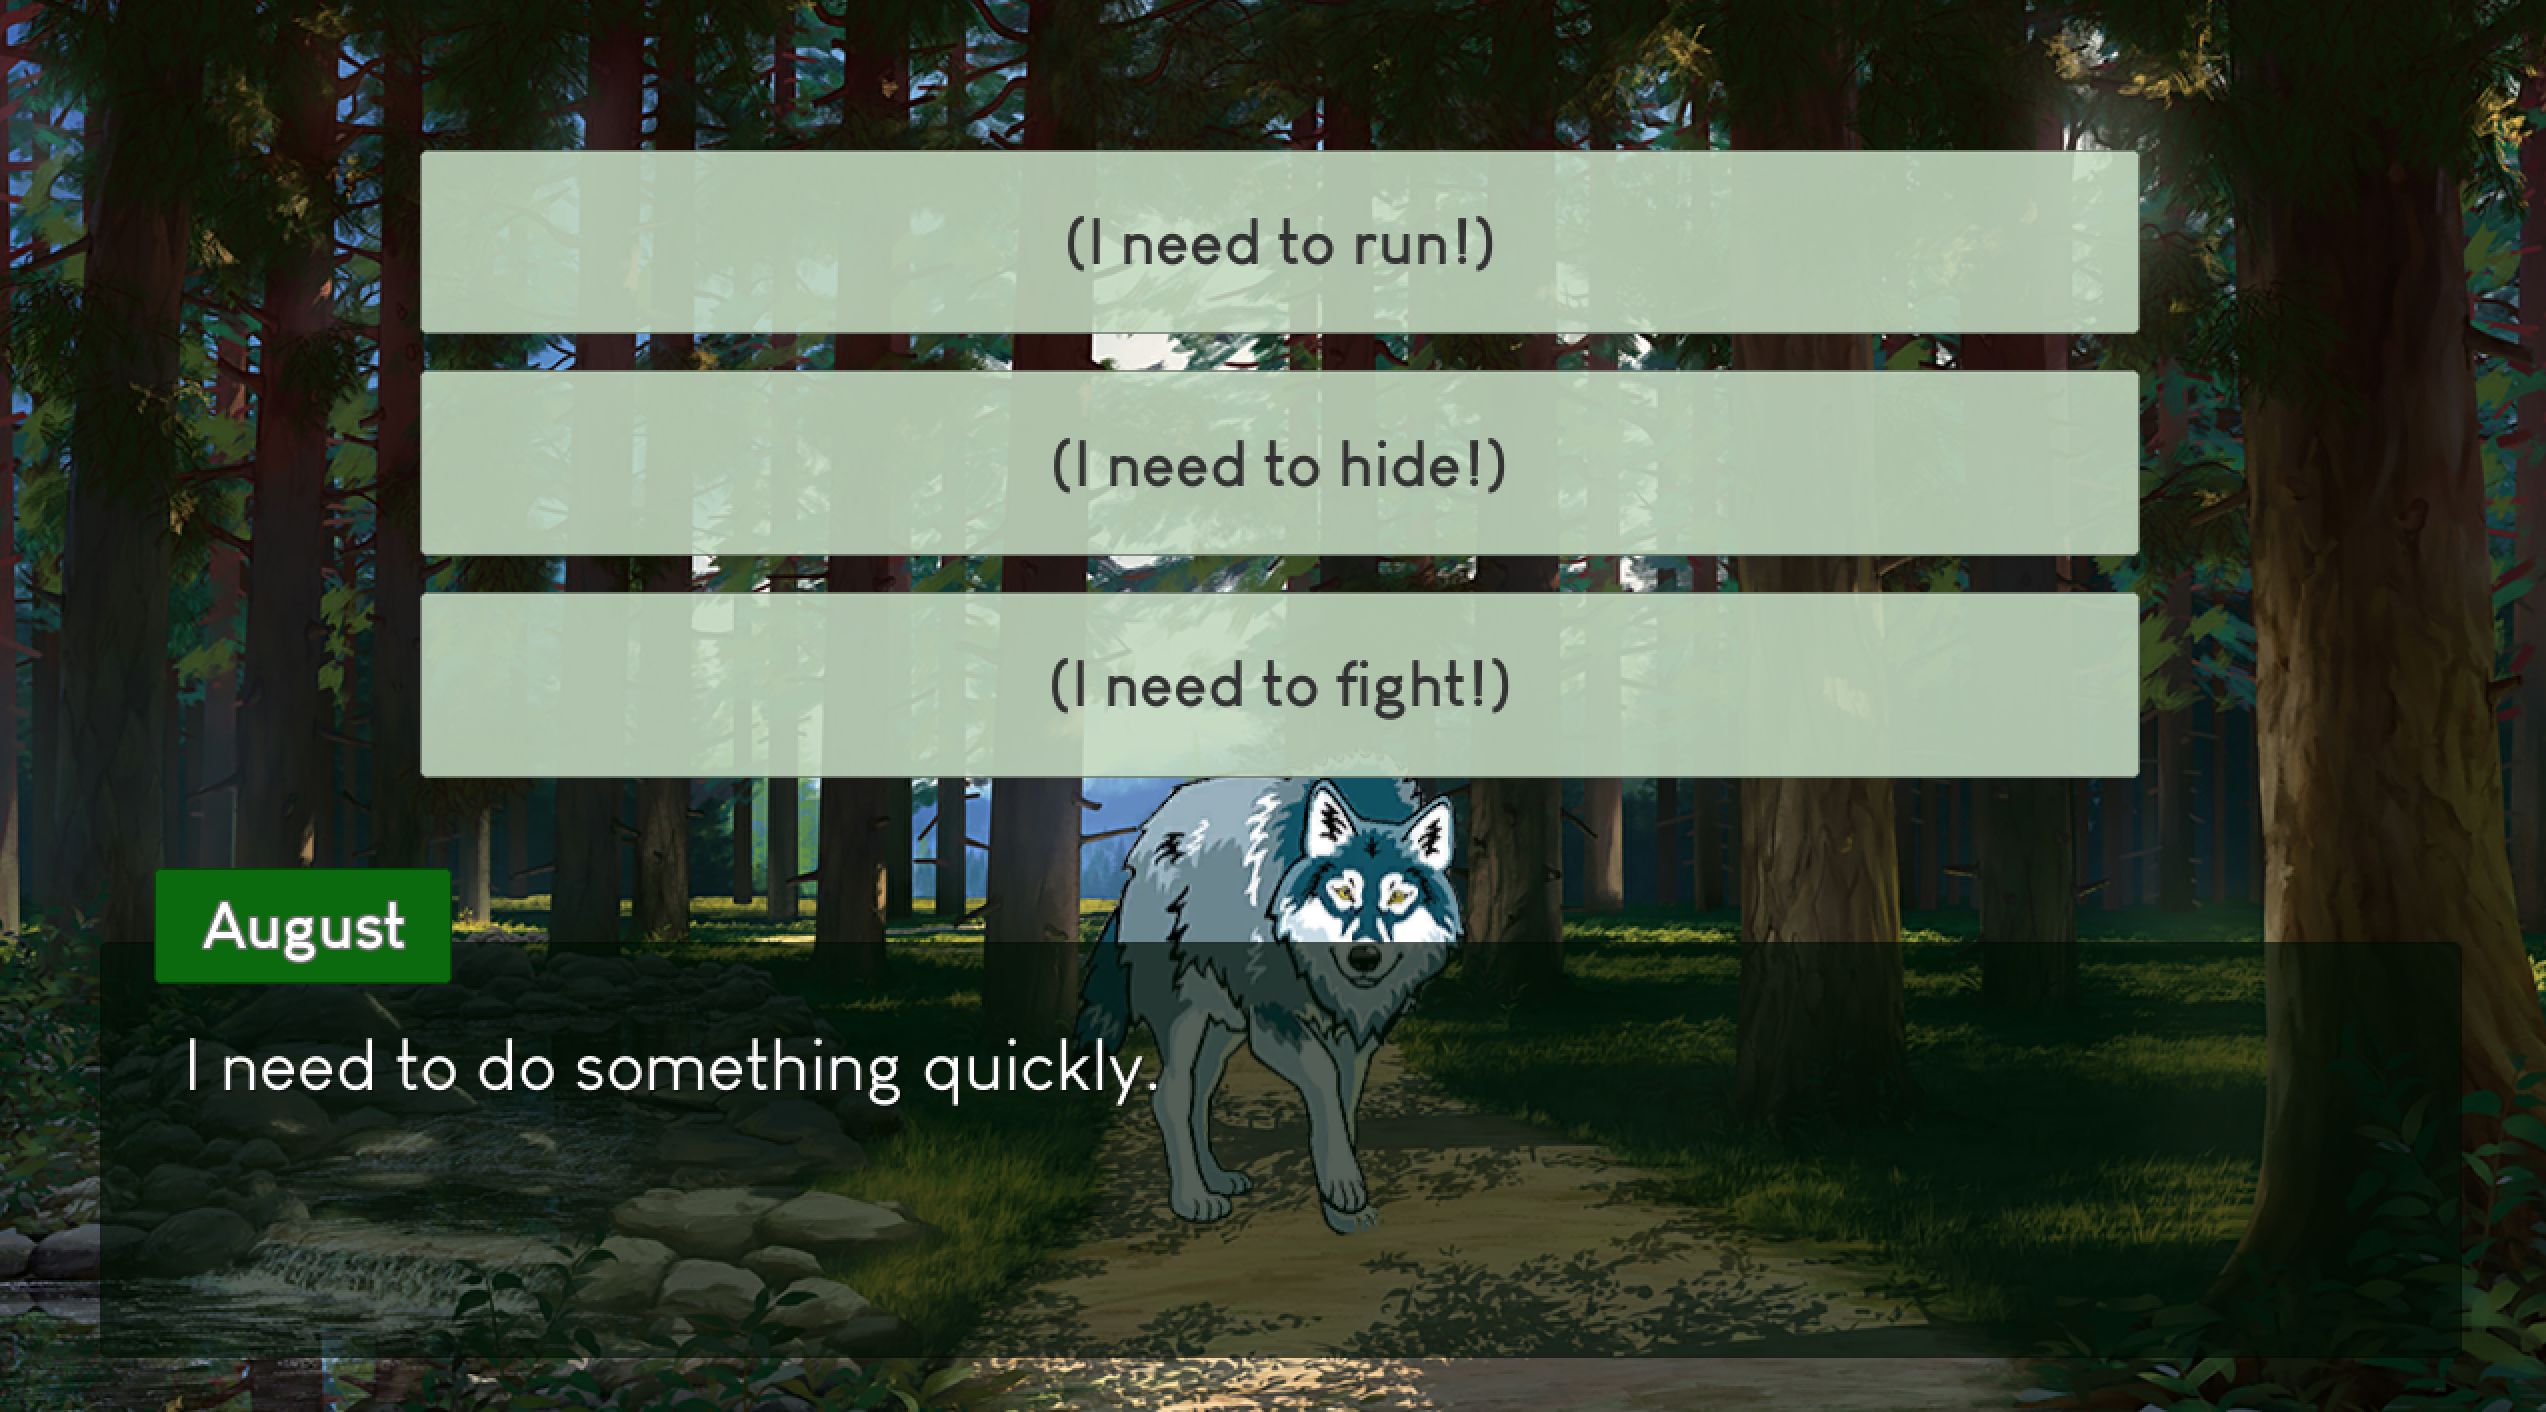 (I need to run!)
(I need to hide!)
(I need to fight!)
August
I need to do something quickly.